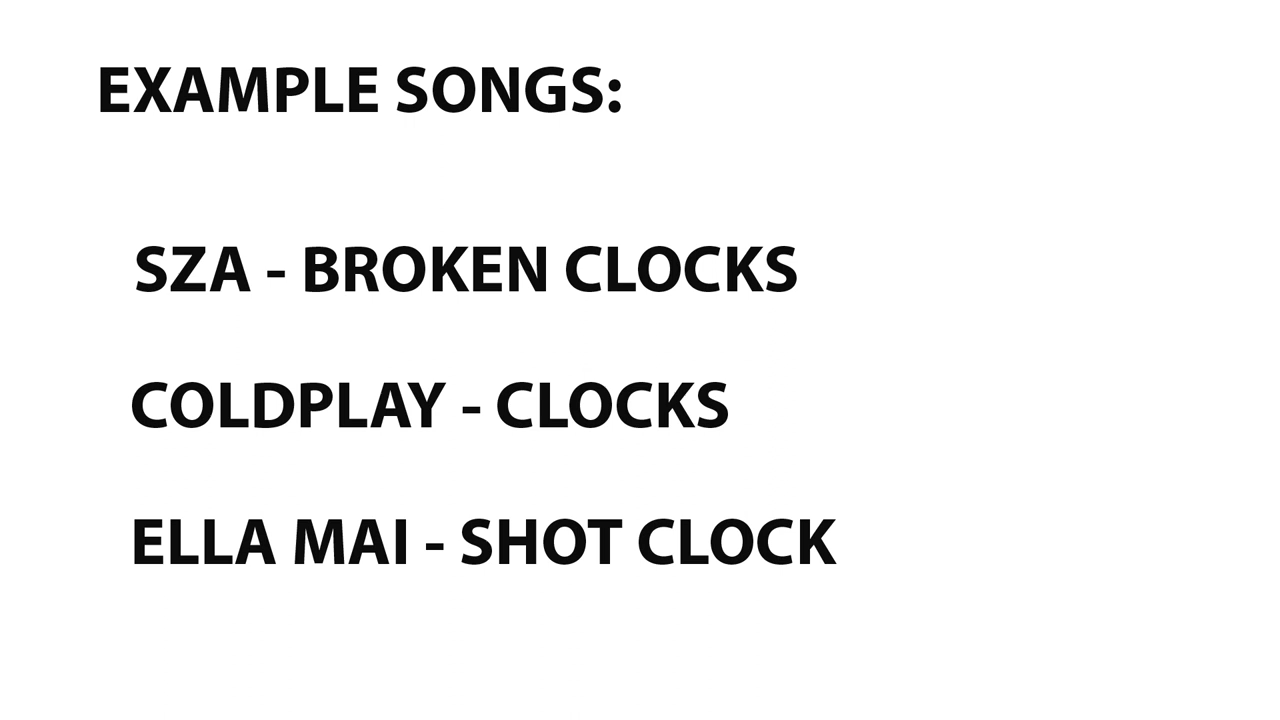 EXAMPLE SONGS:
SZA - BROKEN CLOCKS
COLDPLAY - CLOCKS
ELLA MAI - SHOT CLOCK